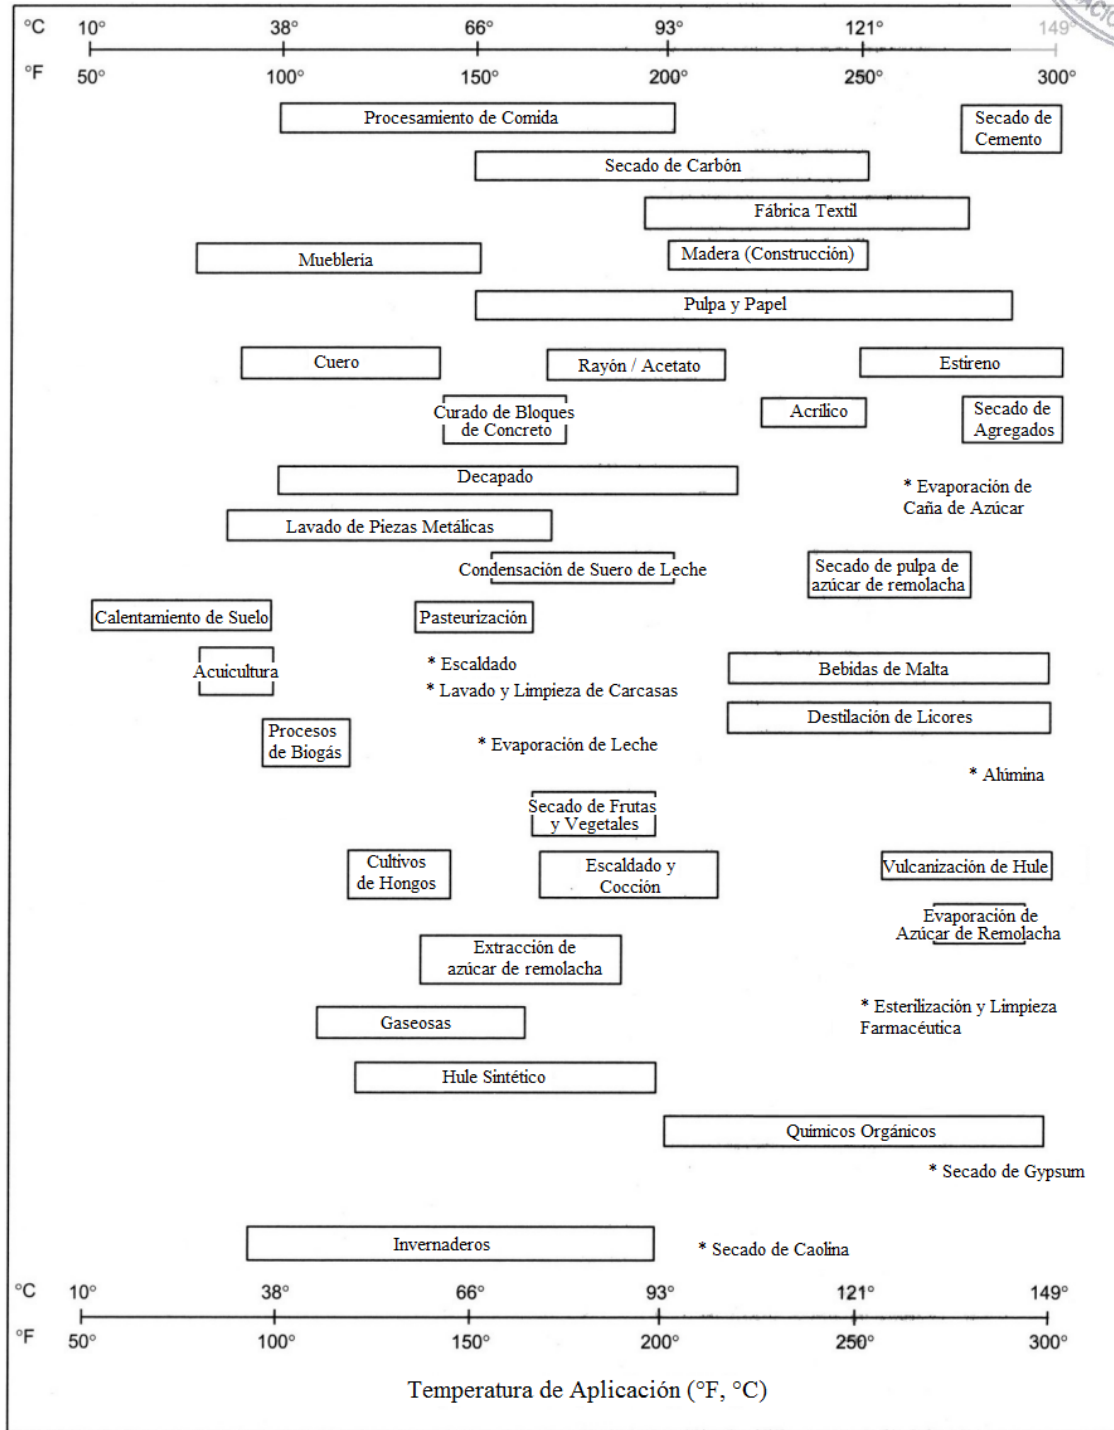 °C 10° 38° 66° 93° 121° 149°
°F 50° 100° 150° 200° 250° 300°
Procesamiento de Comida
Secado de
Cemento
Secado de Carbón
Fábrica Textil
Mueblería
Madera (Construcción)
Pulpa y Papel
Cuero
Rayón / Acetato
Estireno
Curado de Bloques
de Concreto
Acrílico
Secado de
Agregados
Decapado
* Evaporación de
Caña de Azúcar
Lavado de Piezas Metálicas
Condensación de Suero de Leche
Secado de pulpa de
azúcar de remolacha
Calentamiento de Suelo
Pasteurización
Acuicultura
* Escaldado
* Lavado y Limpieza de Carcasas
Bebidas de Malta
Destilación de Licores
Procesos
de Biogás
* Evaporación de Leche
* Alúmina
Secado de Frutas
y Vegetales
Cultivos
de Hongos
Escaldado y
Cocción
Vulcanización de Hule
Evaporación de
Azúcar de Remolacha
Extracción de
azúcar de remolacha
* Esterilización y Limpieza
Farmacéutica
Gaseosas
Hule Sintético
Químicos Orgánicos
* Secado de Gypsum
Invernaderos
* Secado de Caolina
°C 10° 38° 66° 93° 121° 149°
°F 50° 100° 150° 200° 250° 300°
Temperatura de Aplicación (°F, °C)